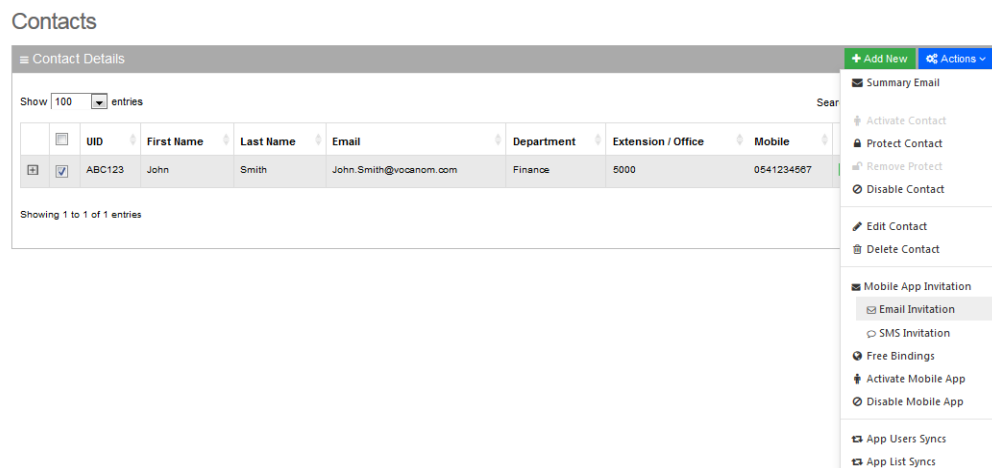 Contacts
Contact Details
Add New Actions
Show 100 entries
Sear
UID First Name Last Name Email Department Extension / Office Mobile
ABC123 John Smith John.Smith@vocanom.com Finance 5000 0541234567
Showing 1 to 1 of 1 entries
Summary Email
Activate Contact
Protect Contact
Remove Protect
Disable Contact
Edit Contact
Delete Contact
Mobile App Invitation
Email Invitation
SMS Invitation
Free Bindings
Activate Mobile App
Disable Mobile App
App Users Syncs
App List Syncs